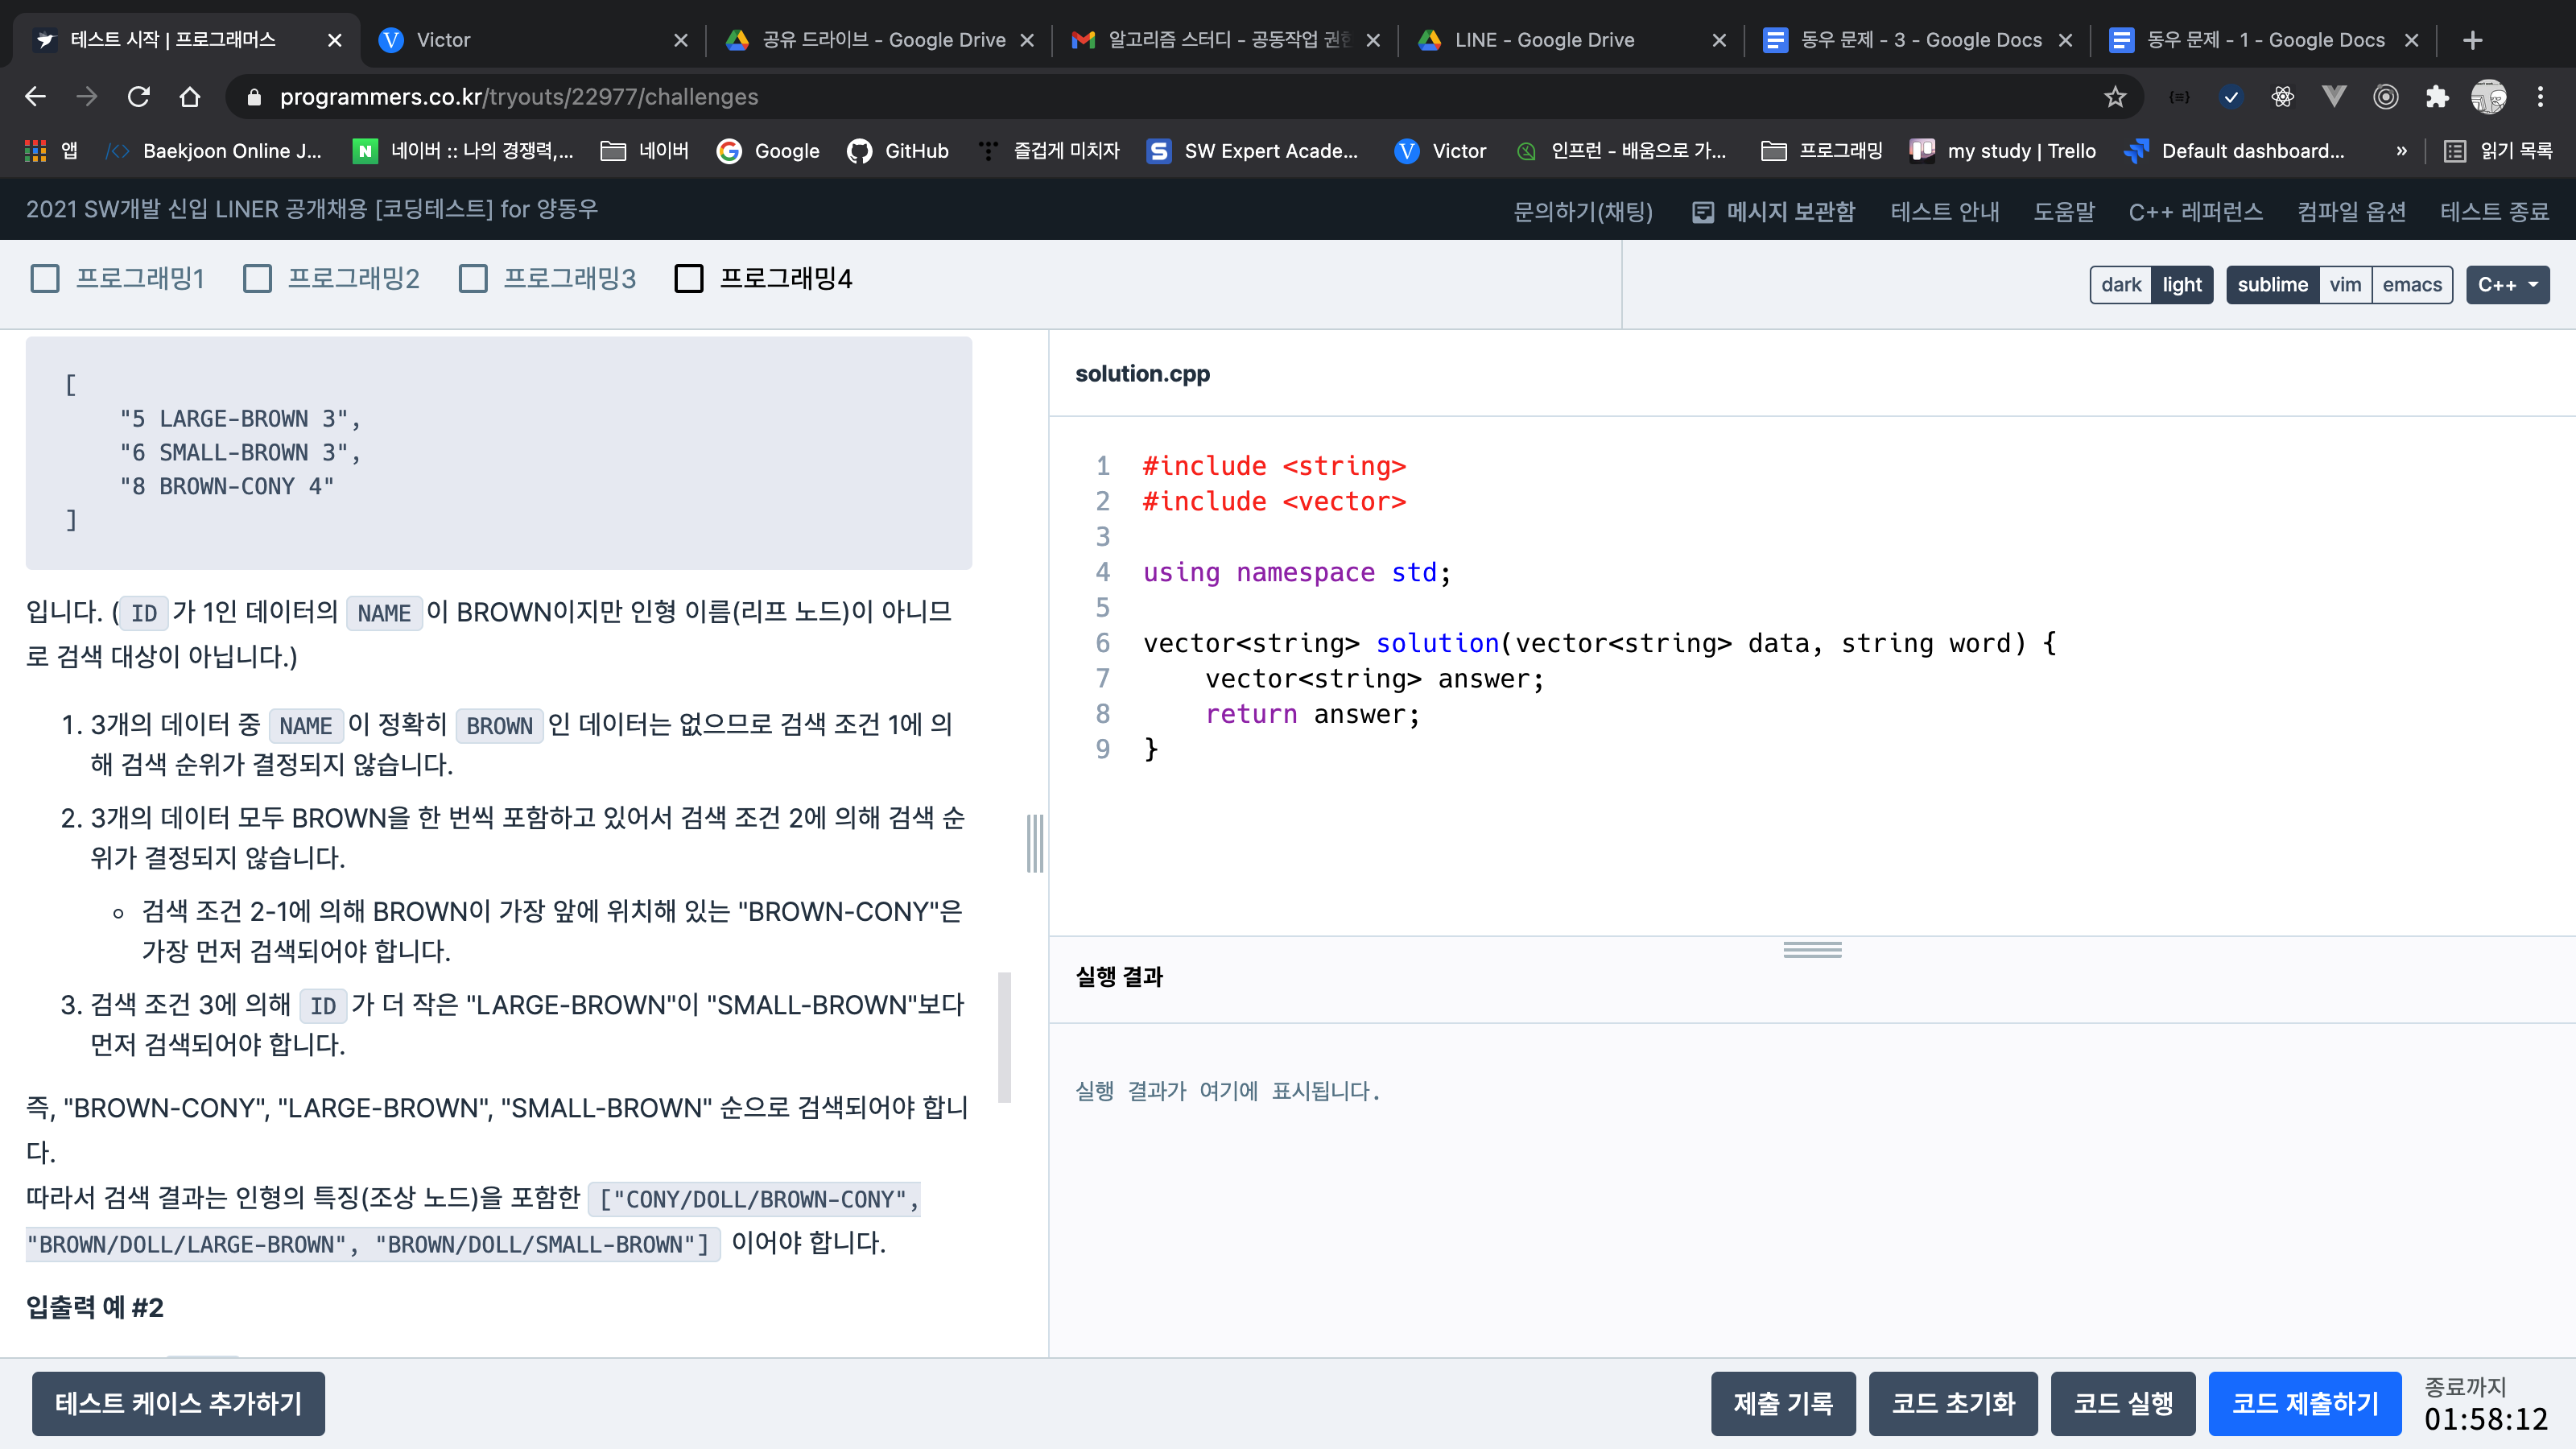 테스트 시작 | 프로그래머스
Victor
공유 드라이브 - Google Drive
알고리즘 스터디 - 공동작업 권한
LINE - Google Drive
동우 문제 - 3 - Google Docs
동우 문제 - 1 - Google Docs
programmers.co.kr/tryouts/22977/challenges
앱
Baekjoon Online J...
네이버 :: 나의 경쟁력,...
네이버
Google
GitHub
즐겁게 미치자
SW Expert Acade...
Victor
인프런 - 배움으로 가...
프로그래밍
my study | Trello
Default dashboard...
»
읽기 목록
2021 SW개발 신입 LINER 공개채용 [코딩테스트] for 양동우
문의하기(채팅)
메시지 보관함
테스트 안내
도움말
C++ 레퍼런스
컴파일 옵션
테스트 종료
프로그래밍1
프로그래밍2
프로그래밍3
프로그래밍4
dark light
sublime vim emacs
C++
[
"5 LARGE-BROWN 3",
"6 SMALL-BROWN 3",
"8 BROWN-CONY 4"
]
입니다. ( ID 가 1인 데이터의 NAME 이 BROWN이지만 인형 이름(리프 노드)이 아니므
로 검색 대상이 아닙니다.)
1. 3개의 데이터 중 NAME 이 정확히 BROWN 인 데이터는 없으므로 검색 조건 1에 의
해 검색 순위가 결정되지 않습니다.
2. 3개의 데이터 모두 BROWN을 한 번씩 포함하고 있어서 검색 조건 2에 의해 검색 순
위가 결정되지 않습니다.
검색 조건 2-1에 의해 BROWN이 가장 앞에 위치해 있는 "BROWN-CONY"은
가장 먼저 검색되어야 합니다.
3. 검색 조건 3에 의해 ID 가 더 작은 "LARGE-BROWN"이 "SMALL-BROWN"보다
먼저 검색되어야 합니다.
즉, "BROWN-CONY", "LARGE-BROWN", "SMALL-BROWN" 순으로 검색되어야 합니
다.
따라서 검색 결과는 인형의 특징(조상 노드)을 포함한 ["CONY/DOLL/BROWN-CONY",
"BROWN/DOLL/LARGE-BROWN", "BROWN/DOLL/SMALL-BROWN"] 이어야 합니다.
입출력 예 #2
solution.cpp
1 #include <string>
2 #include <vector>
3
4 using namespace std;
5
6 vector<string> solution(vector<string> data, string word) {
7 vector<string> answer;
8 return answer;
9 }
실행 결과
실행 결과가 여기에 표시됩니다.
테스트 케이스 추가하기
제출 기록
코드 초기화
코드 실행
코드 제출하기
종료까지
01:58:12